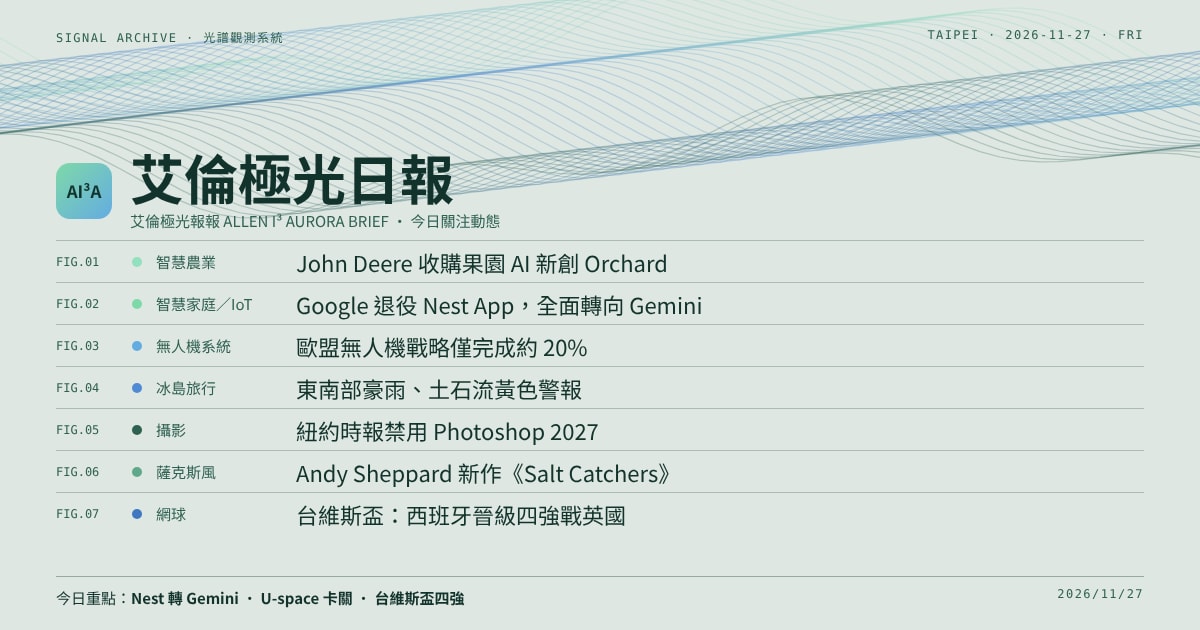 SIGNAL ARCHIVE · 光譜觀測系統
TAIPEI · 2026-11-27 · FRI
AI³A
艾倫極光日報
艾倫極光報報 ALLEN I³ AURORA BRIEF ・ 今日關注動態
FIG.01 智慧農業 John Deere 收購果園 AI 新創 Orchard
FIG.02 智慧家庭／IoT Google 退役 Nest App，全面轉向 Gemini
FIG.03 無人機系統 歐盟無人機戰略僅完成約 20%
FIG.04 冰島旅行 東南部豪雨、土石流黃色警報
FIG.05 攝影 紐約時報禁用 Photoshop 2027
FIG.06 薩克斯風 Andy Sheppard 新作《Salt Catchers》
FIG.07 網球 台維斯盃：西班牙晉級四強戰英國
今日重點：Nest 轉 Gemini ・ U-space 卡關 ・ 台維斯盃四強
2026/11/27